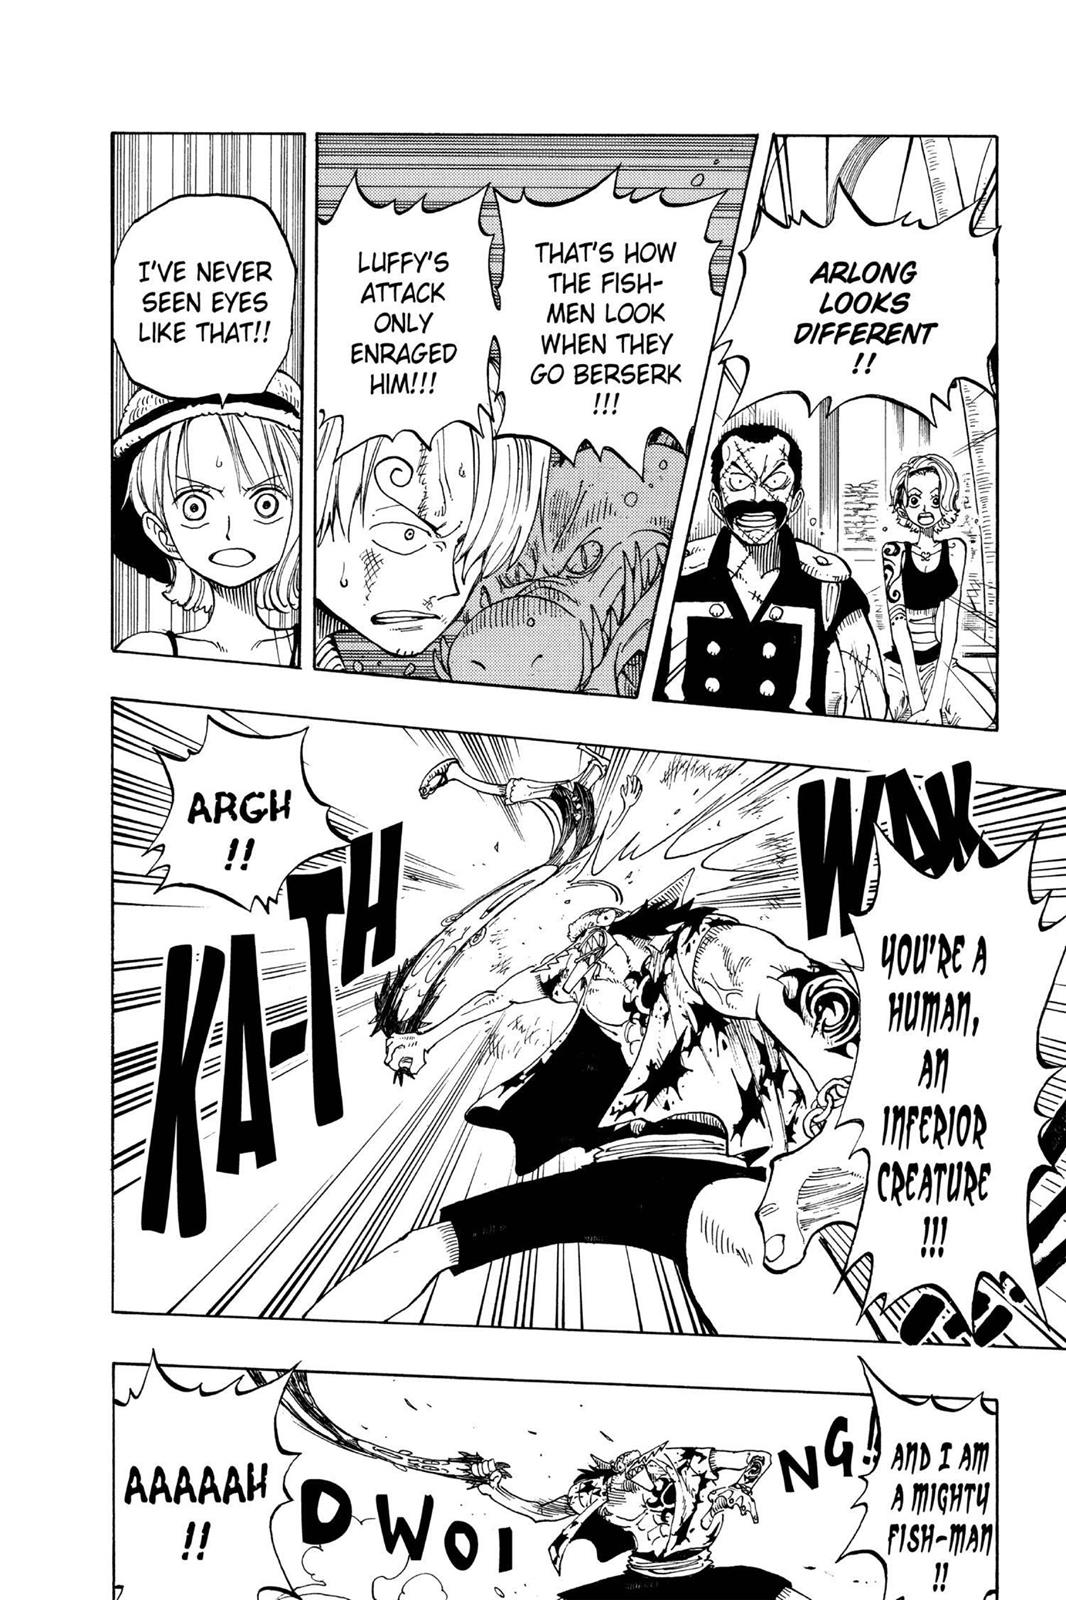 ARLONG
LOOKS
DIFFERENT
!!
THAT'S HOW
THE FISH-
MEN LOOK
WHEN THEY
GO BERSERK
!!!
LUFFY'S
ATTACK
ONLY
ENRAGED
HIM!!!
I'VE NEVER
SEEN EYES
LIKE THAT!!
WAK
YOU'RE A
HUMAN,
AN
INFERIOR
CREATURE
!!!
ARGH
!!
KA-TH
AND I AM
A MIGHTY
FISH-MAN
!!
DWOI
NG!!
AAAAAH
!!